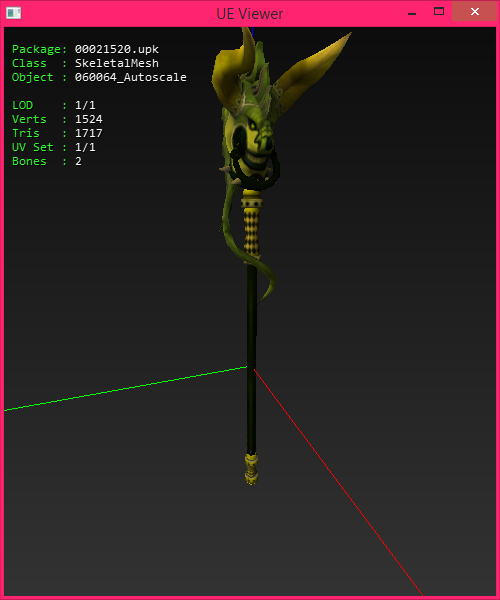 UE Viewer
Package: 00021520.upk
Class : SkeletalMesh
Object : 060064_Autoscale
LOD : 1/1
Verts : 1524
Tris : 1717
UV Set : 1/1
Bones : 2